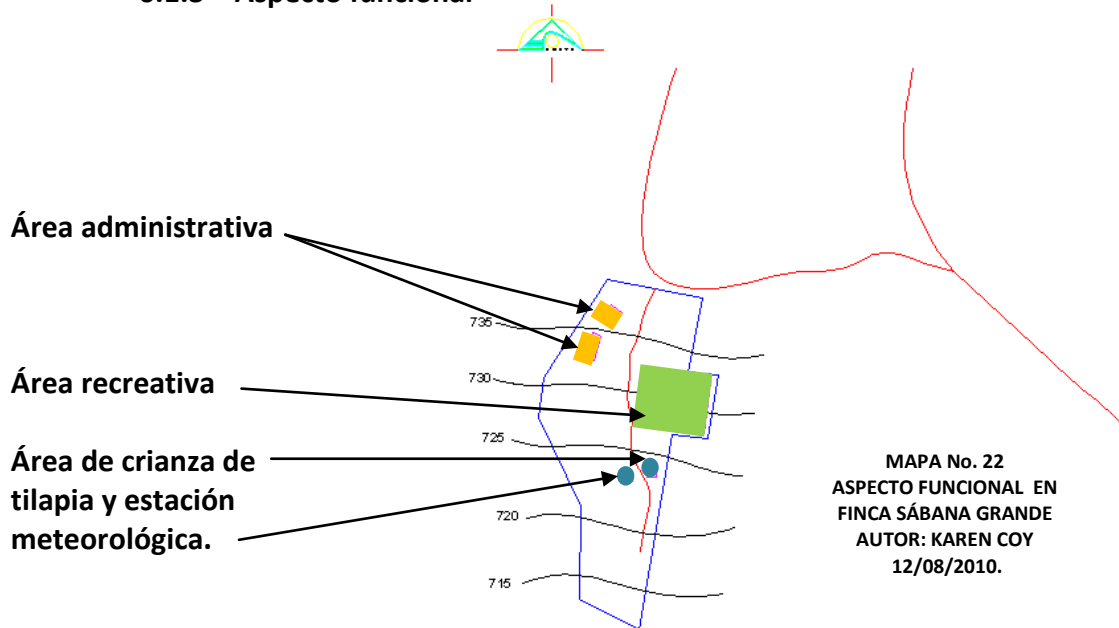 Aspecto funcional
Área administrativa
735
730
Área recreativa
725
Área de crianza de
tilapia y estación
meteorológica.
720
715
MAPA No. 22
ASPECTO FUNCIONAL EN
FINCA SÁBANA GRANDE
AUTOR: KAREN COY
12/08/2010.